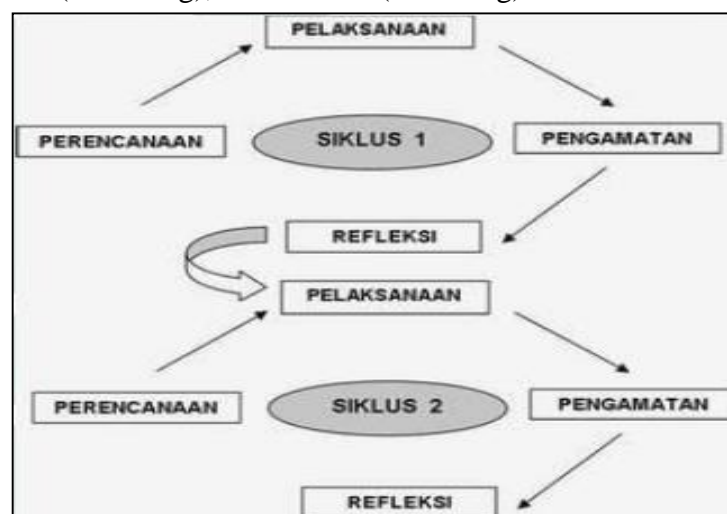 PELAKSANAAN
PERENCANAAN
SIKLUS 1
PENGAMATAN
REFLEKSI
PELAKSANAAN
PERENCANAAN
SIKLUS 2
PENGAMATAN
REFLEKSI